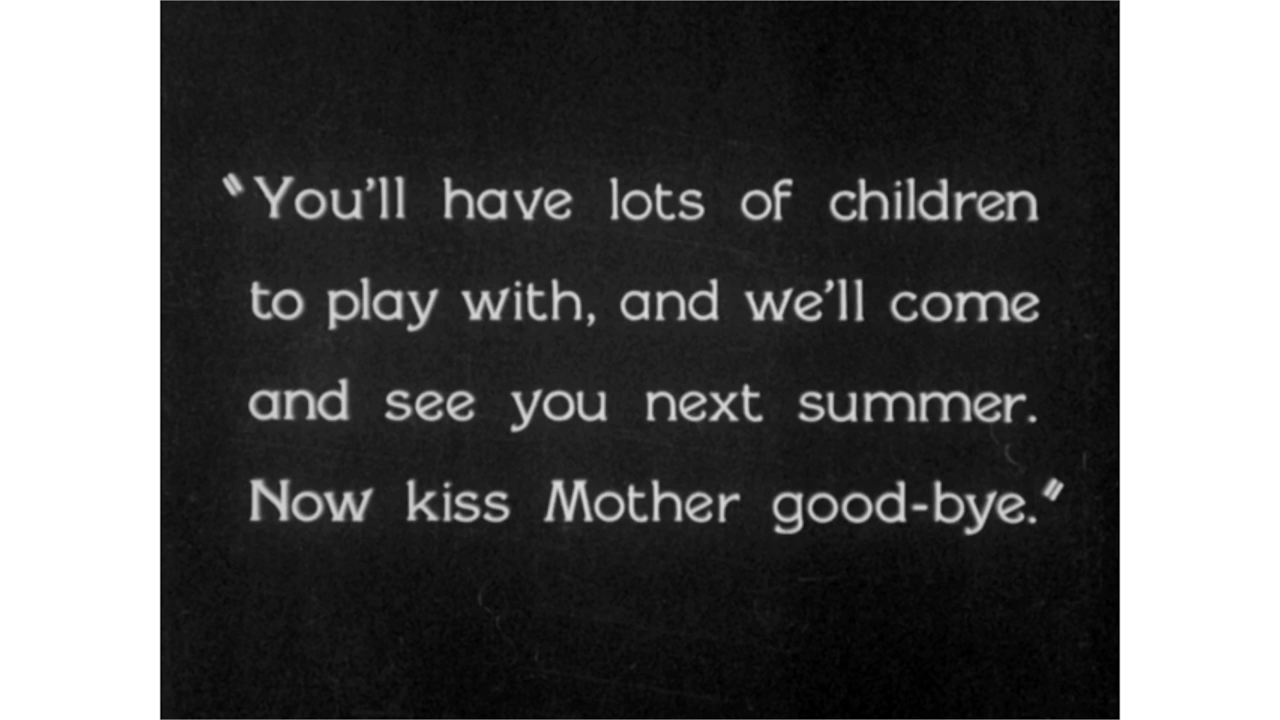 "You'll have lots of children
to play with, and we'll come
and see you next summer.
Now kiss Mother good-bye."